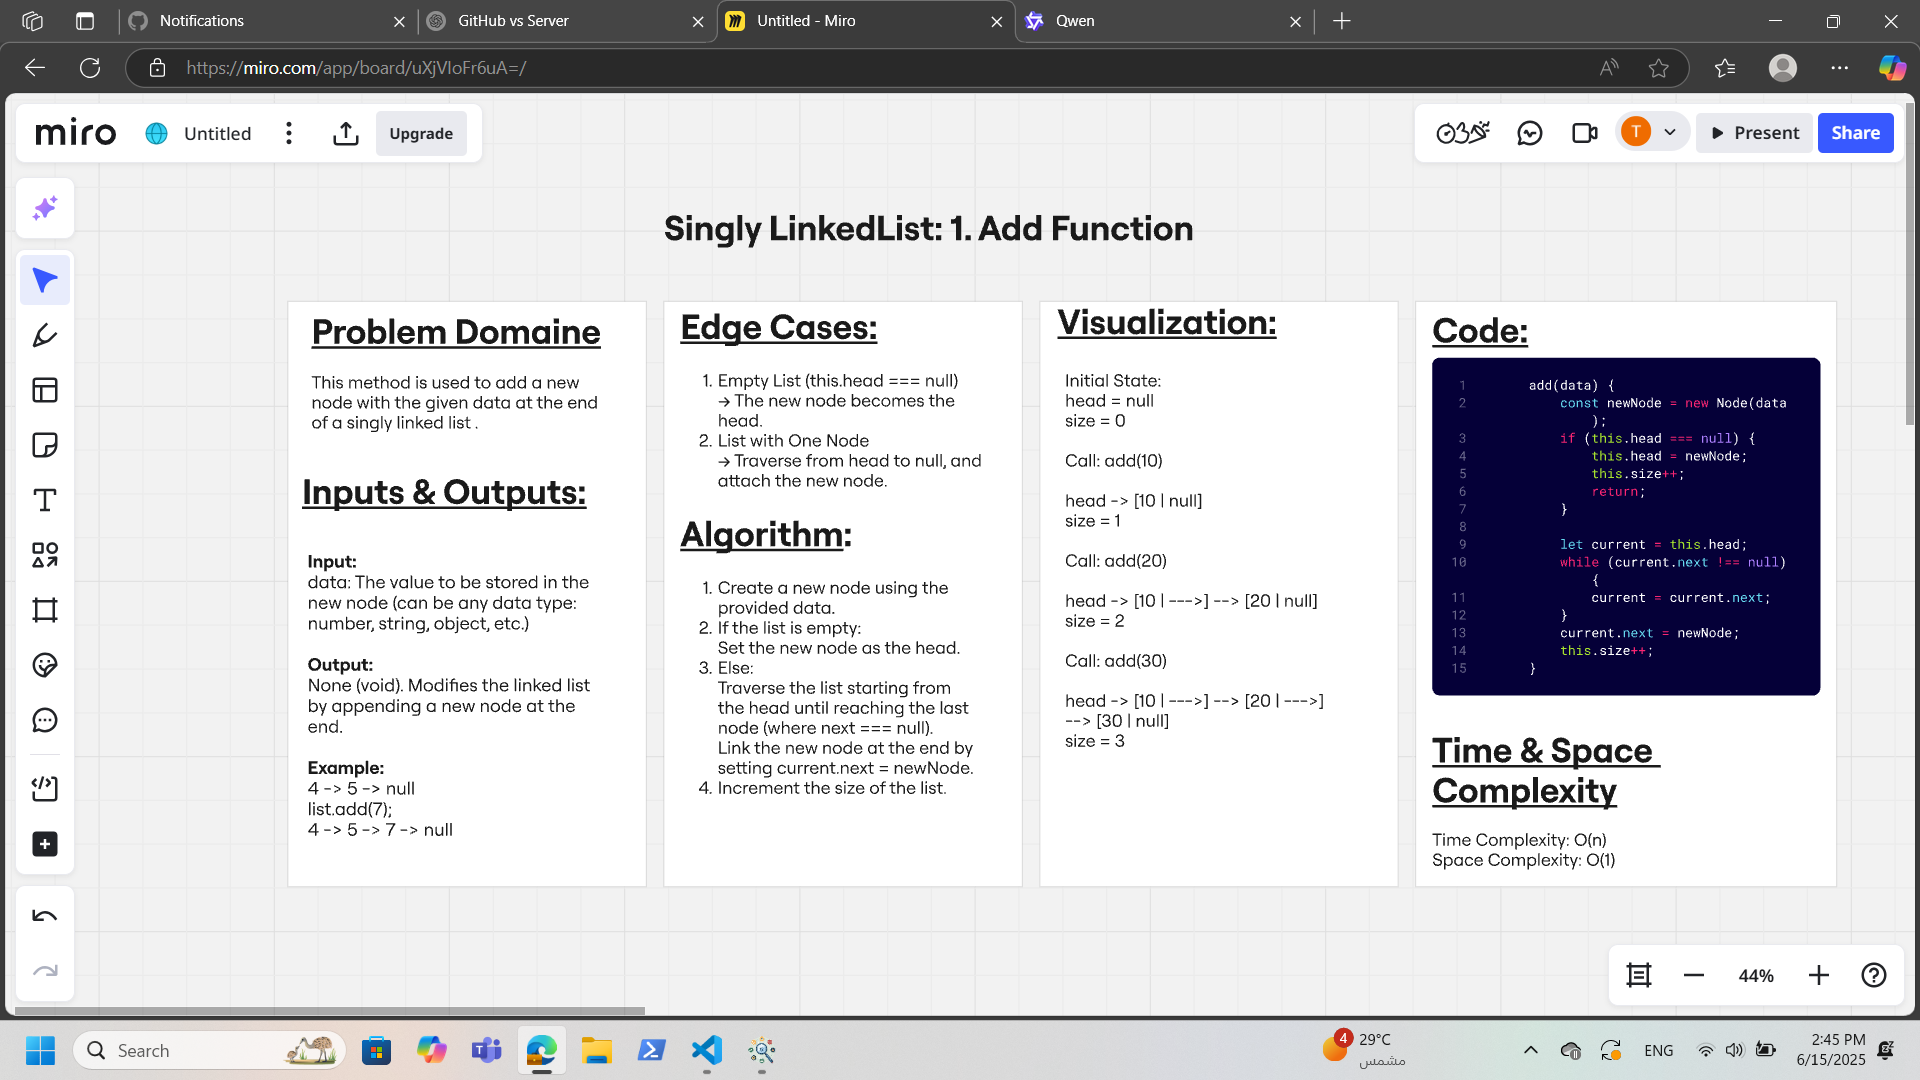 Notifications
GitHub vs Server
Untitled - Miro
Qwen
https://miro.com/app/board/uXjVIoFr6uA=/
miro
Untitled
Upgrade
T
Present
Share
Singly LinkedList: 1. Add Function
Problem Domaine
This method is used to add a new
node with the given data at the end
of a singly linked list .
Inputs & Outputs:
Input:
data: The value to be stored in the
new node (can be any data type:
number, string, object, etc.)
Output:
None (void). Modifies the linked list
by appending a new node at the
end.
Example:
4 -> 5 -> null
list.add(7);
4 -> 5 -> 7 -> null
Edge Cases:
1. Empty List (this.head === null)
→ The new node becomes the
head.
2. List with One Node
→ Traverse from head to null, and
attach the new node.
Algorithm:
1. Create a new node using the
provided data.
2. If the list is empty:
Set the new node as the head.
3. Else:
Traverse the list starting from
the head until reaching the last
node (where next === null).
Link the new node at the end by
setting current.next = newNode.
4. Increment the size of the list.
Visualization:
Initial State:
head = null
size = 0
Call: add(10)
head -> [10 | null]
size = 1
Call: add(20)
head -> [10 | --->] --> [20 | null]
size = 2
Call: add(30)
head -> [10 | --->] --> [20 | --->]
--> [30 | null]
size = 3
Code:
1 add(data) {
2 const newNode = new Node(data
);
3 if (this.head === null) {
4 this.head = newNode;
5 this.size++;
6 return;
7 }
8
9 let current = this.head;
10 while (current.next !== null)
{
11 current = current.next;
12 }
13 current.next = newNode;
14 this.size++;
15 }
Time & Space
Complexity
Time Complexity: O(n)
Space Complexity: O(1)
44%
Search
4
29°C
مشمس
ENG
2:45 PM
6/15/2025